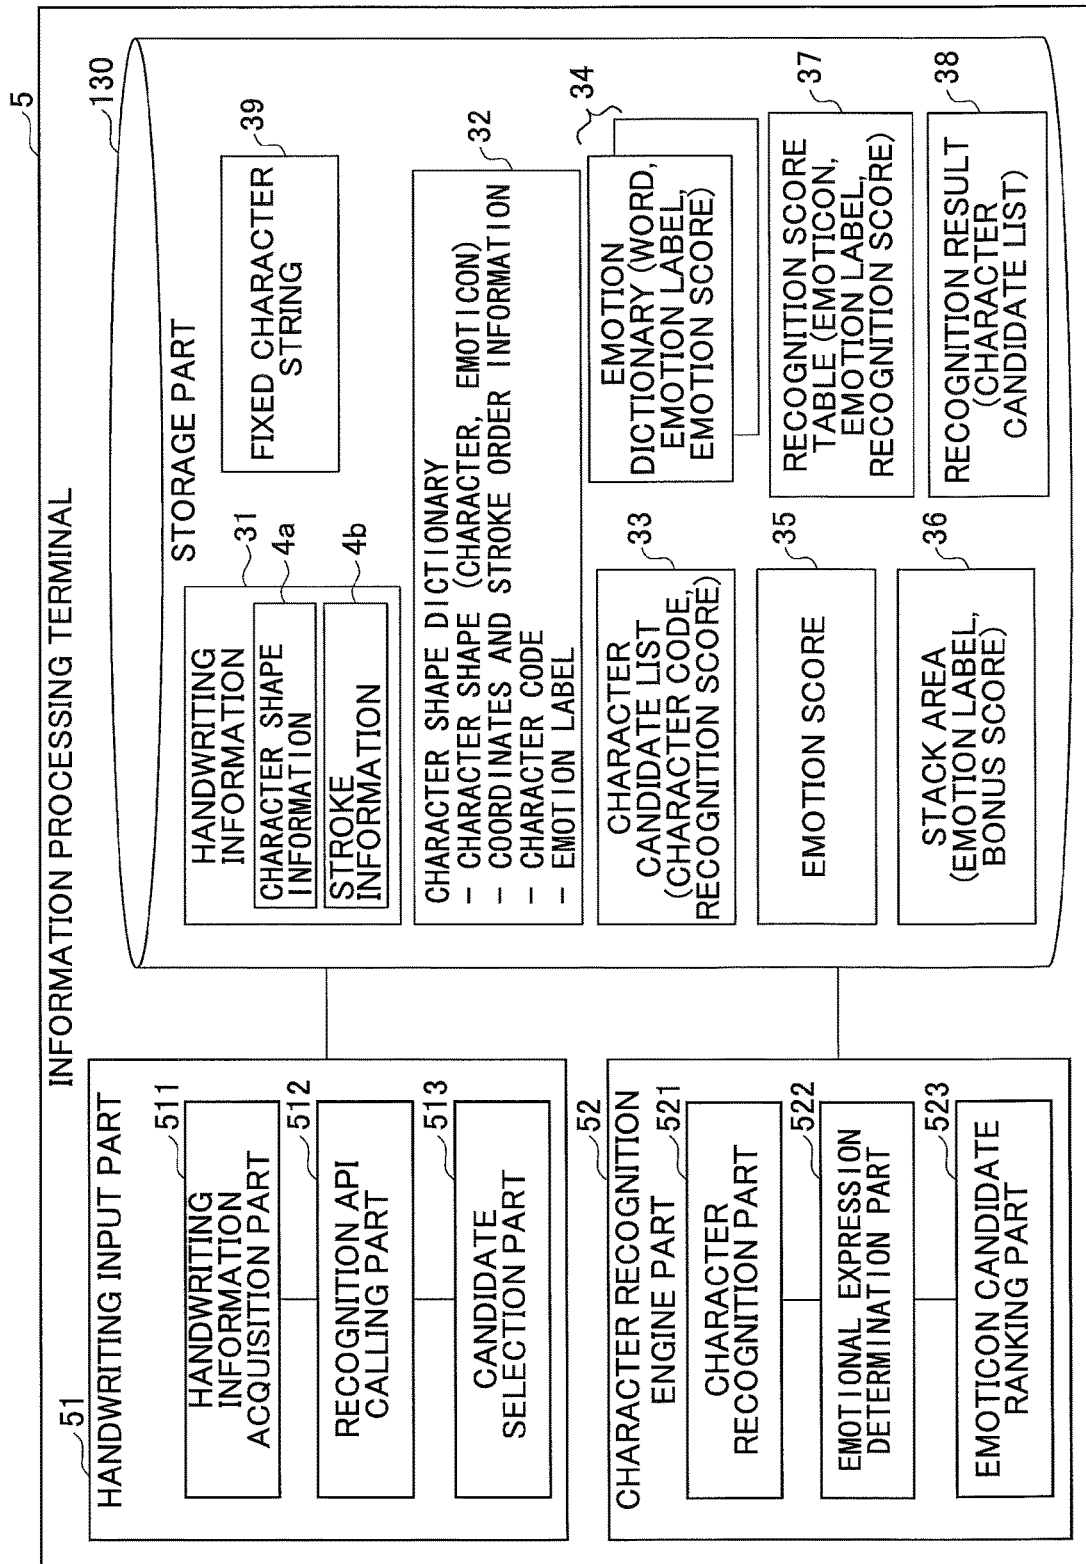 5
INFORMATION PROCESSING TERMINAL
51
HANDWRITING INPUT PART
511
HANDWRITING
INFORMATION
ACQUISITION PART
512
RECOGNITION API
CALLING PART
513
CANDIDATE
SELECTION PART
52
CHARACTER RECOGNITION
ENGINE PART
521
CHARACTER
RECOGNITION PART
522
EMOTIONAL EXPRESSION
DETERMINATION PART
523
EMOTICON CANDIDATE
RANKING PART
130
STORAGE PART
31
HANDWRITING
INFORMATION
4a
CHARACTER SHAPE
INFORMATION
4b
STROKE
INFORMATION
39
FIXED CHARACTER
STRING
32
CHARACTER SHAPE DICTIONARY
- CHARACTER SHAPE (CHARACTER, EMOTICON)
- COORDINATES AND STROKE ORDER INFORMATION
- CHARACTER CODE
- EMOTION LABEL
33
CHARACTER
CANDIDATE LIST
(CHARACTER CODE,
RECOGNITION SCORE)
34
EMOTION
DICTIONARY (WORD,
EMOTION LABEL,
EMOTION SCORE)
35
EMOTION SCORE
37
RECOGNITION SCORE
TABLE (EMOTICON,
EMOTION LABEL,
RECOGNITION SCORE)
36
STACK AREA
(EMOTION LABEL,
BONUS SCORE)
38
RECOGNITION RESULT
(CHARACTER
CANDIDATE LIST)